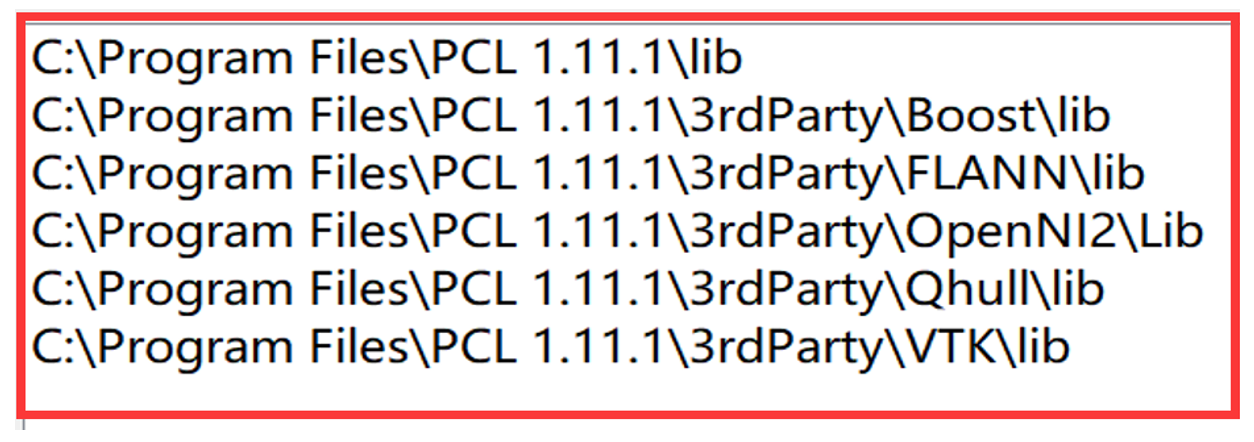 C:\Program Files\PCL 1.11.1\lib
C:\Program Files\PCL 1.11.1\3rdParty\Boost\lib
C:\Program Files\PCL 1.11.1\3rdParty\FLANN\lib
C:\Program Files\PCL 1.11.1\3rdParty\OpenNI2\Lib
C:\Program Files\PCL 1.11.1\3rdParty\Qhull\lib
C:\Program Files\PCL 1.11.1\3rdParty\VTK\lib